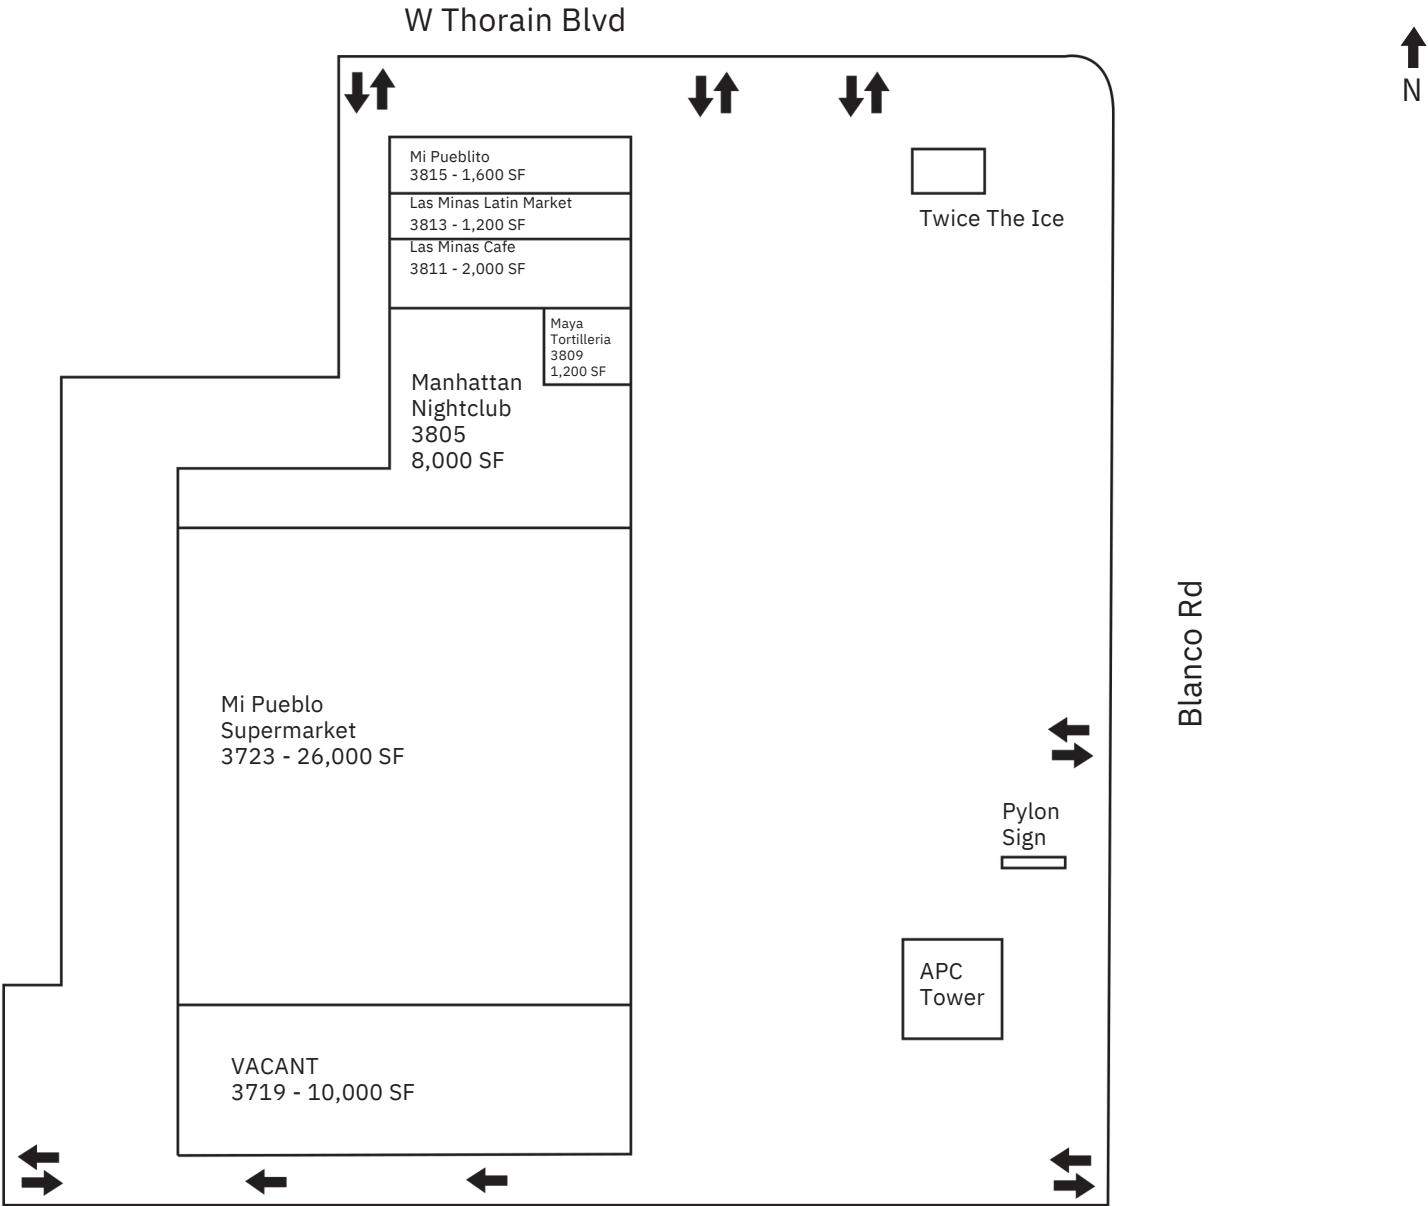 W Thorain Blvd
N
Mi Pueblito
3815 - 1,600 SF
Las Minas Latin Market
3813 - 1,200 SF
Las Minas Cafe
3811 - 2,000 SF
Twice The Ice
Maya
Tortilleria
3809
1,200 SF
Manhattan
Nightclub
3805
8,000 SF
Blanco Rd
Mi Pueblo
Supermarket
3723 - 26,000 SF
Pylon
Sign
APC
Tower
VACANT
3719 - 10,000 SF